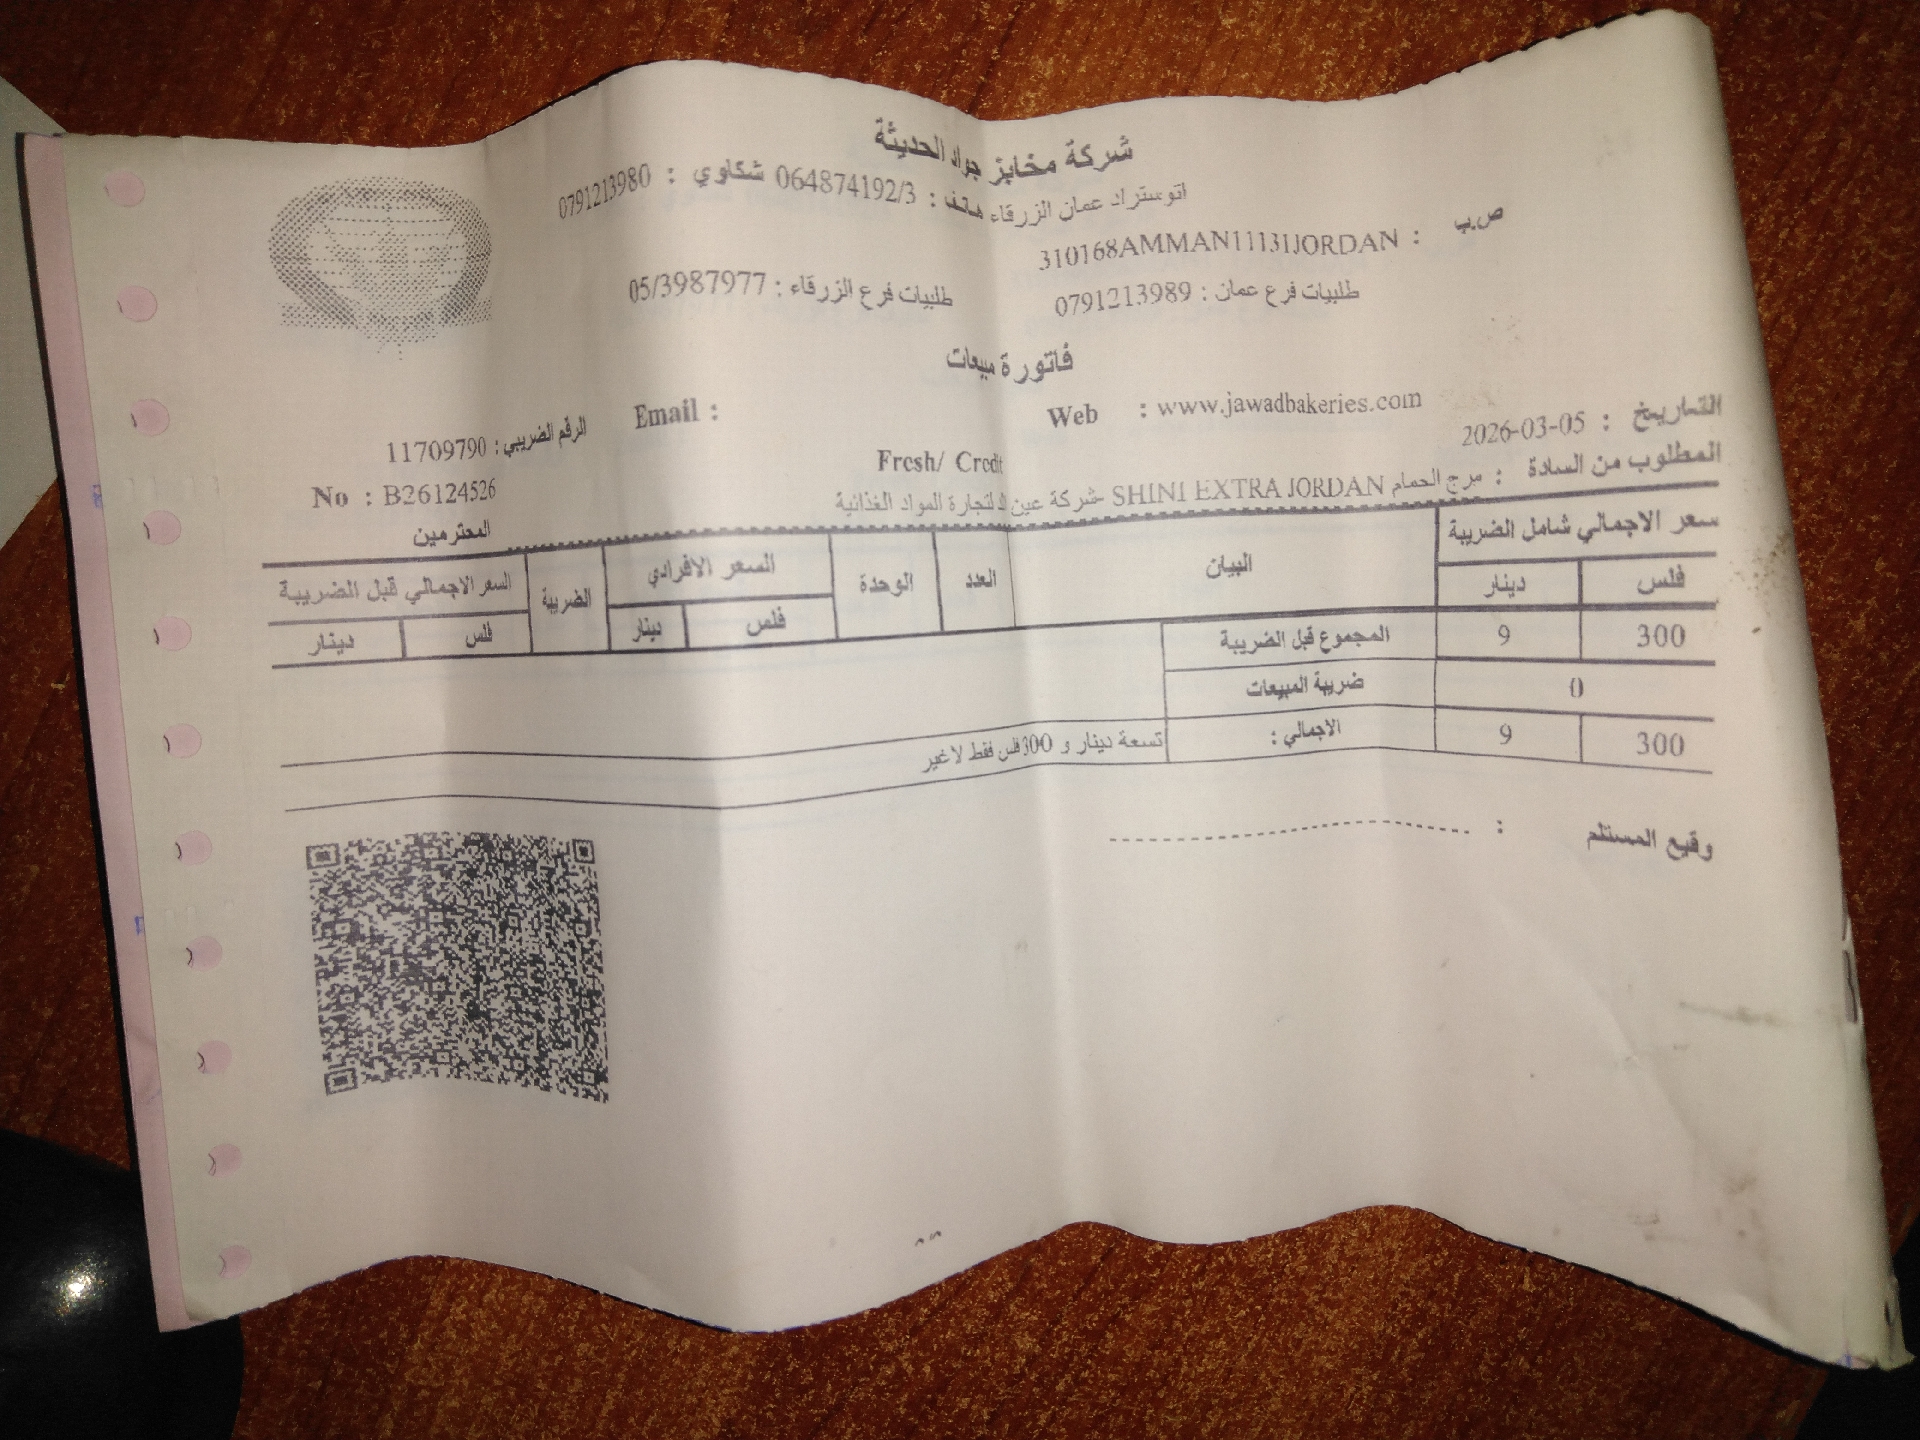 شركة مخابز جواد الحديثة
اتوستراد عمان الزرقاء هاتف : 064874192/3 شكاوي : 0791213980
ص.ب : 310168AMMAN11131JORDAN
طلبيات فرع عمان : 0791213989 طلبيات فرع الزرقاء : 05/3987977
فاتورة مبيعات
التاريخ : 2026-03-05 Web : www.jawadbakeries.com Email : الرقم الضريبي : 11709790
Fresh/ Credit No : B26124526
المطلوب من السادة : مرج الحمام SHINI EXTRA JORDAN -شركة عين لتجارة المواد الغذائية المحترمين
سعر الاجمالي شامل الضريبة البيان العدد الوحدة السعر الافرادي الضريبة السعر الاجمالي قبل الضريبة
فلس دينار فلس دينار فلس دينار
300 9 المجموع قبل الضريبة
0 ضريبة المبيعات
300 9 الاجمالي : تسعة دينار و 300 فلس فقط لاغير
وقيع المستلم :